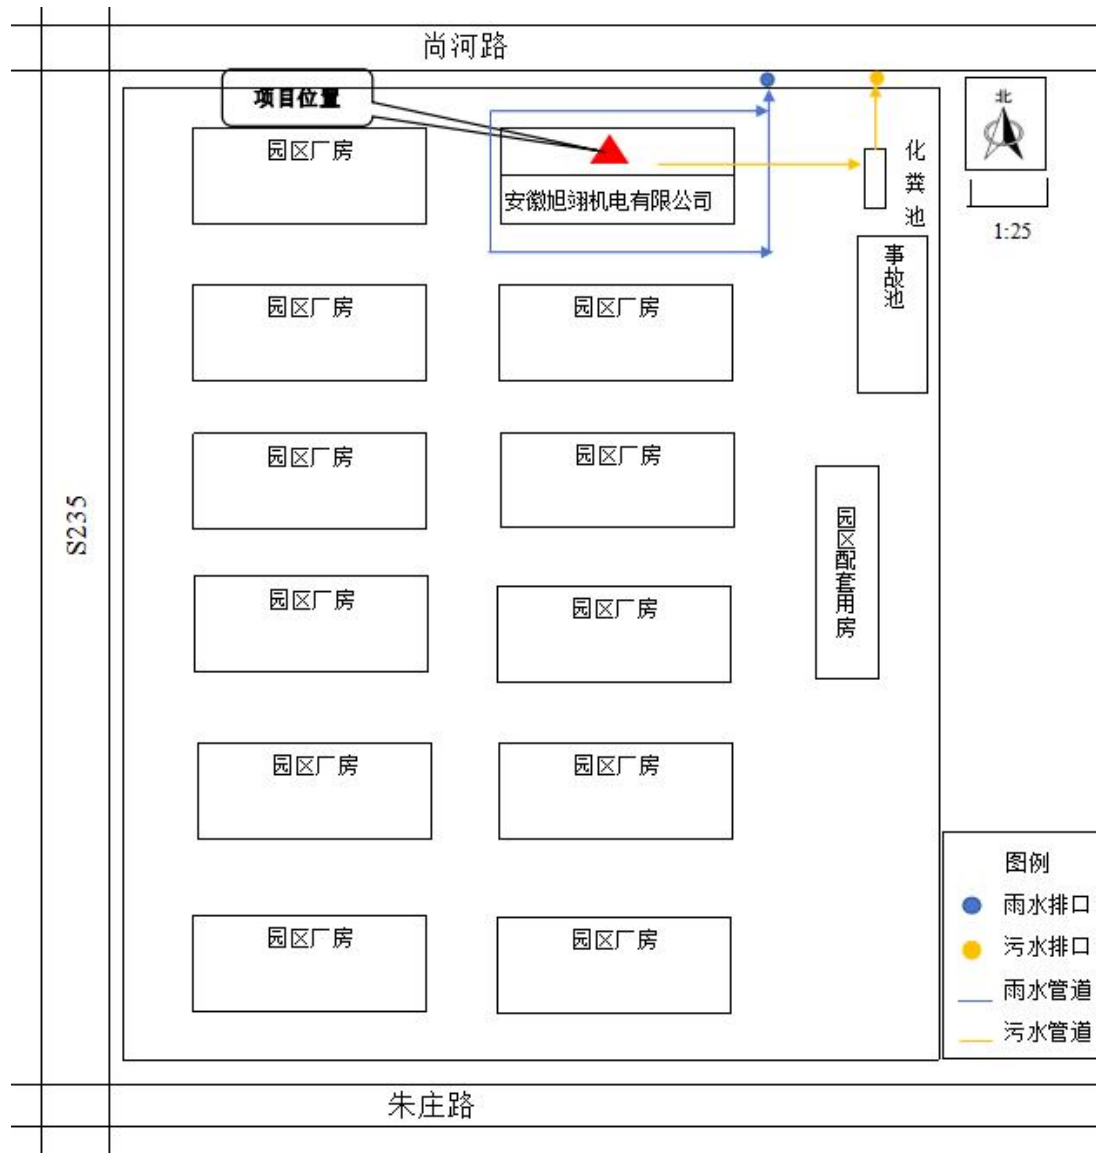 尚河路
项目位置
北
园区厂房
化粪池
安徽旭翊机电有限公司
1:25
事故池
园区厂房
园区厂房
园区厂房
园区厂房
S235
园区配套用房
园区厂房
园区厂房
园区厂房
园区厂房
图例
雨水排口
园区厂房
园区厂房
污水排口
雨水管道
污水管道
朱庄路